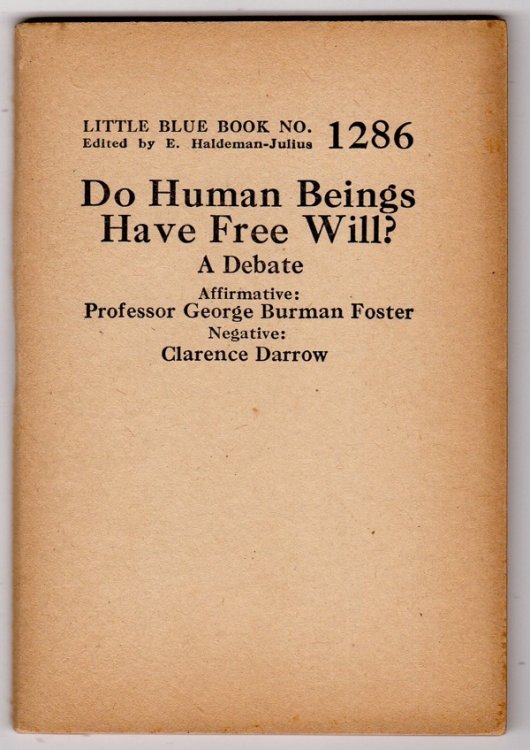 LITTLE BLUE BOOK NO. 1286
Edited by E. Haldeman-Julius
Do Human Beings
Have Free Will?
A Debate
Affirmative:
Professor George Burman Foster
Negative:
Clarence Darrow